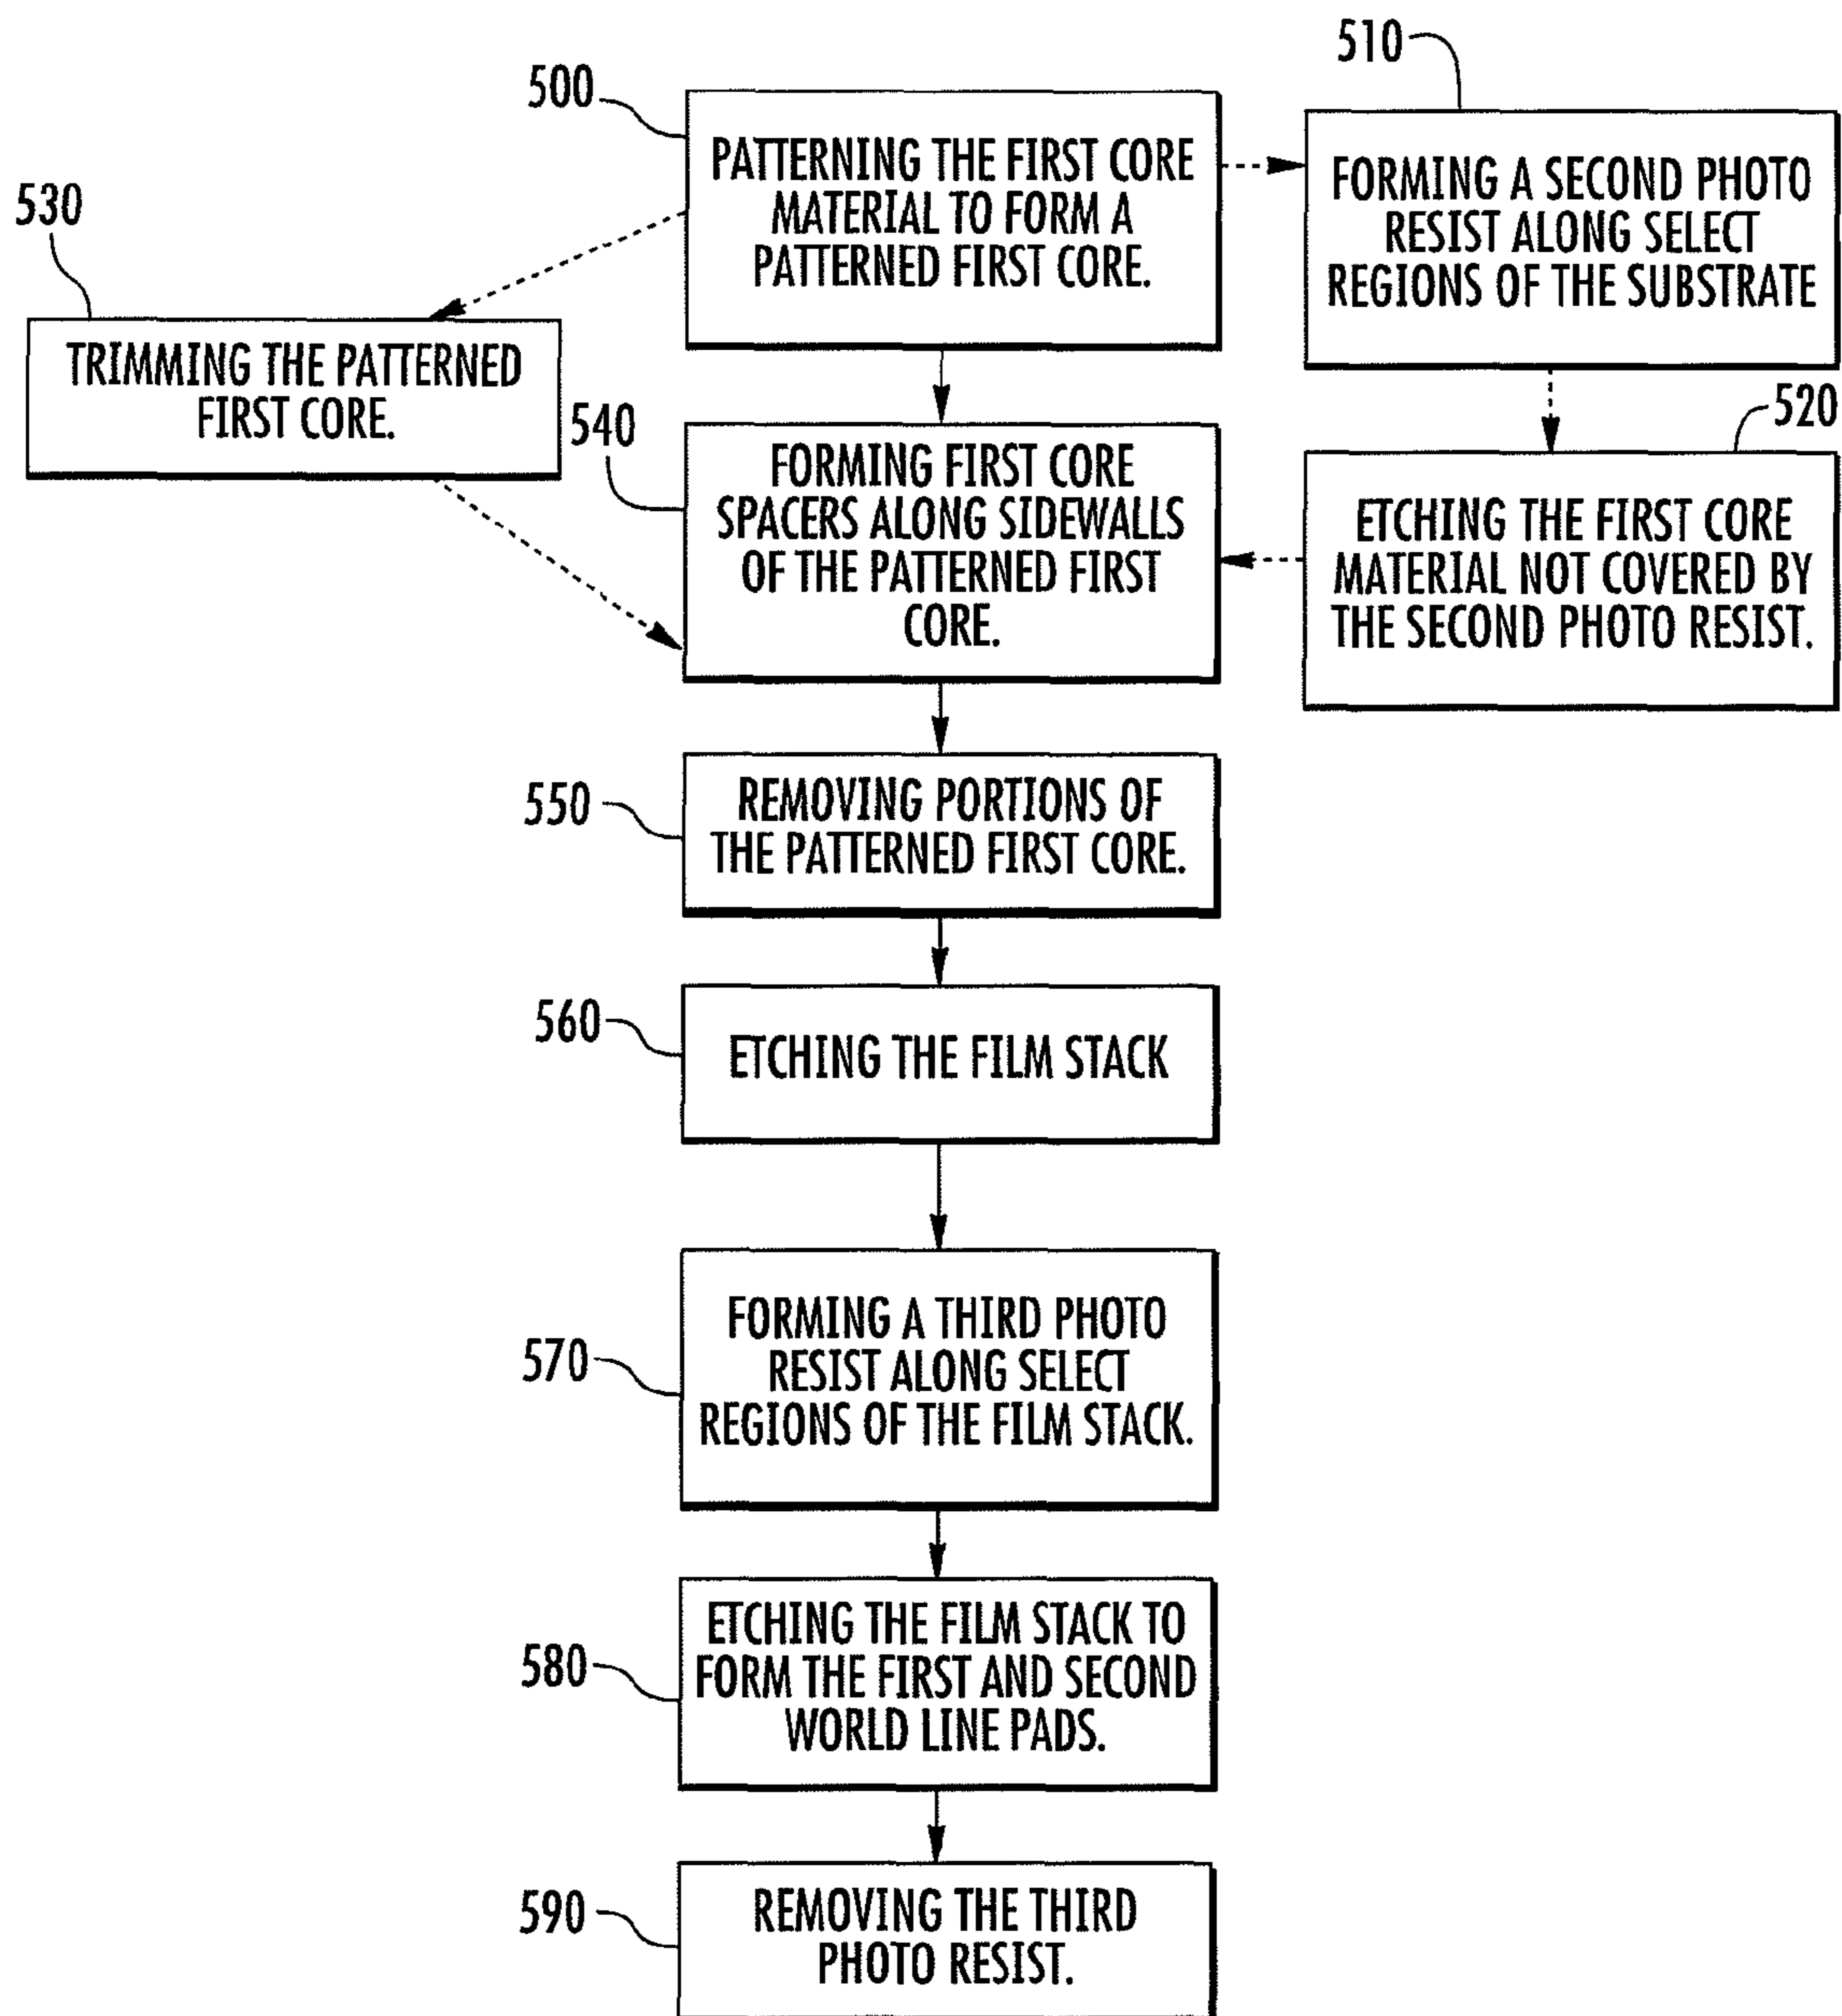 510
500
PATTERNING THE FIRST CORE
MATERIAL TO FORM A
PATTERNED FIRST CORE.
FORMING A SECOND PHOTO
RESIST ALONG SELECT
REGIONS OF THE SUBSTRATE
530
TRIMMING THE PATTERNED
FIRST CORE.
540
FORMING FIRST CORE
SPACERS ALONG SIDEWALLS
OF THE PATTERNED FIRST
CORE.
520
ETCHING THE FIRST CORE
MATERIAL NOT COVERED BY
THE SECOND PHOTO RESIST.
550
REMOVING PORTIONS OF
THE PATTERNED FIRST CORE.
560
ETCHING THE FILM STACK
570
FORMING A THIRD PHOTO
RESIST ALONG SELECT
REGIONS OF THE FILM STACK.
580
ETCHING THE FILM STACK TO
FORM THE FIRST AND SECOND
WORLD LINE PADS.
590
REMOVING THE THIRD
PHOTO RESIST.